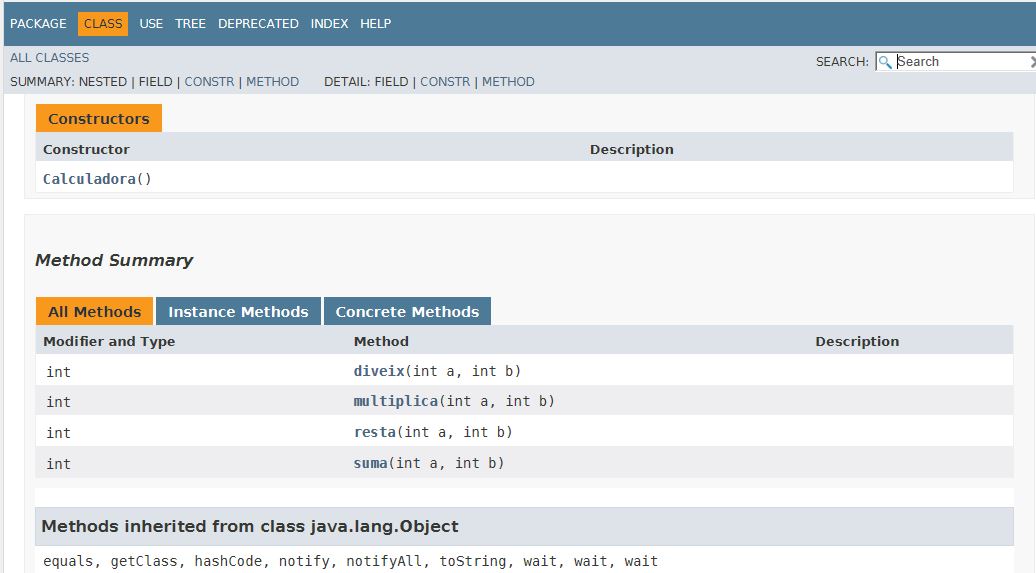 PACKAGE CLASS USE TREE DEPRECATED INDEX HELP
ALL CLASSES
SEARCH: Search
SUMMARY: NESTED | FIELD | CONSTR | METHOD DETAIL: FIELD | CONSTR | METHOD
Constructors
Constructor Description
Calculadora()
Method Summary
All Methods Instance Methods Concrete Methods
Modifier and Type Method Description
int diveix(int a, int b)
int multiplica(int a, int b)
int resta(int a, int b)
int suma(int a, int b)
Methods inherited from class java.lang.Object
equals, getClass, hashCode, notify, notifyAll, toString, wait, wait, wait